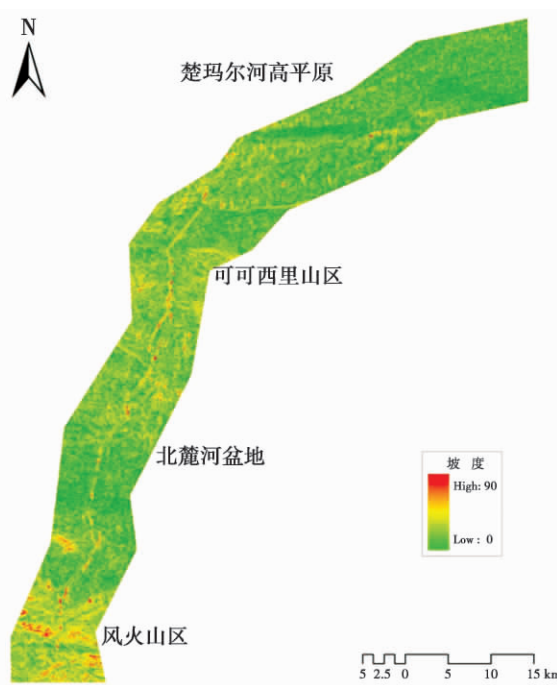 N
楚玛尔河高平原
可可西里山区
北麓河盆地
坡 度
High: 90
Low : 0
风火山区
5 2.5 0 5 10 15 km